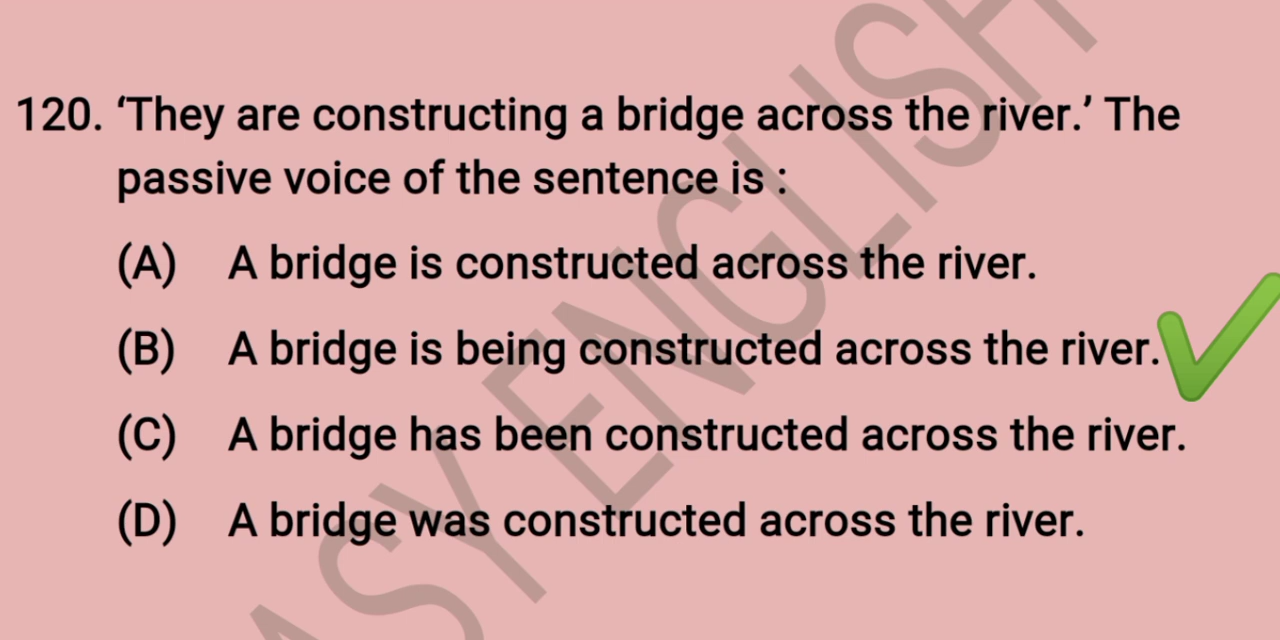 120. ‘They are constructing a bridge across the river.’ The
passive voice of the sentence is :
(A) A bridge is constructed across the river.
(B) A bridge is being constructed across the river.
(C) A bridge has been constructed across the river.
(D) A bridge was constructed across the river.
ASY ENGLISH